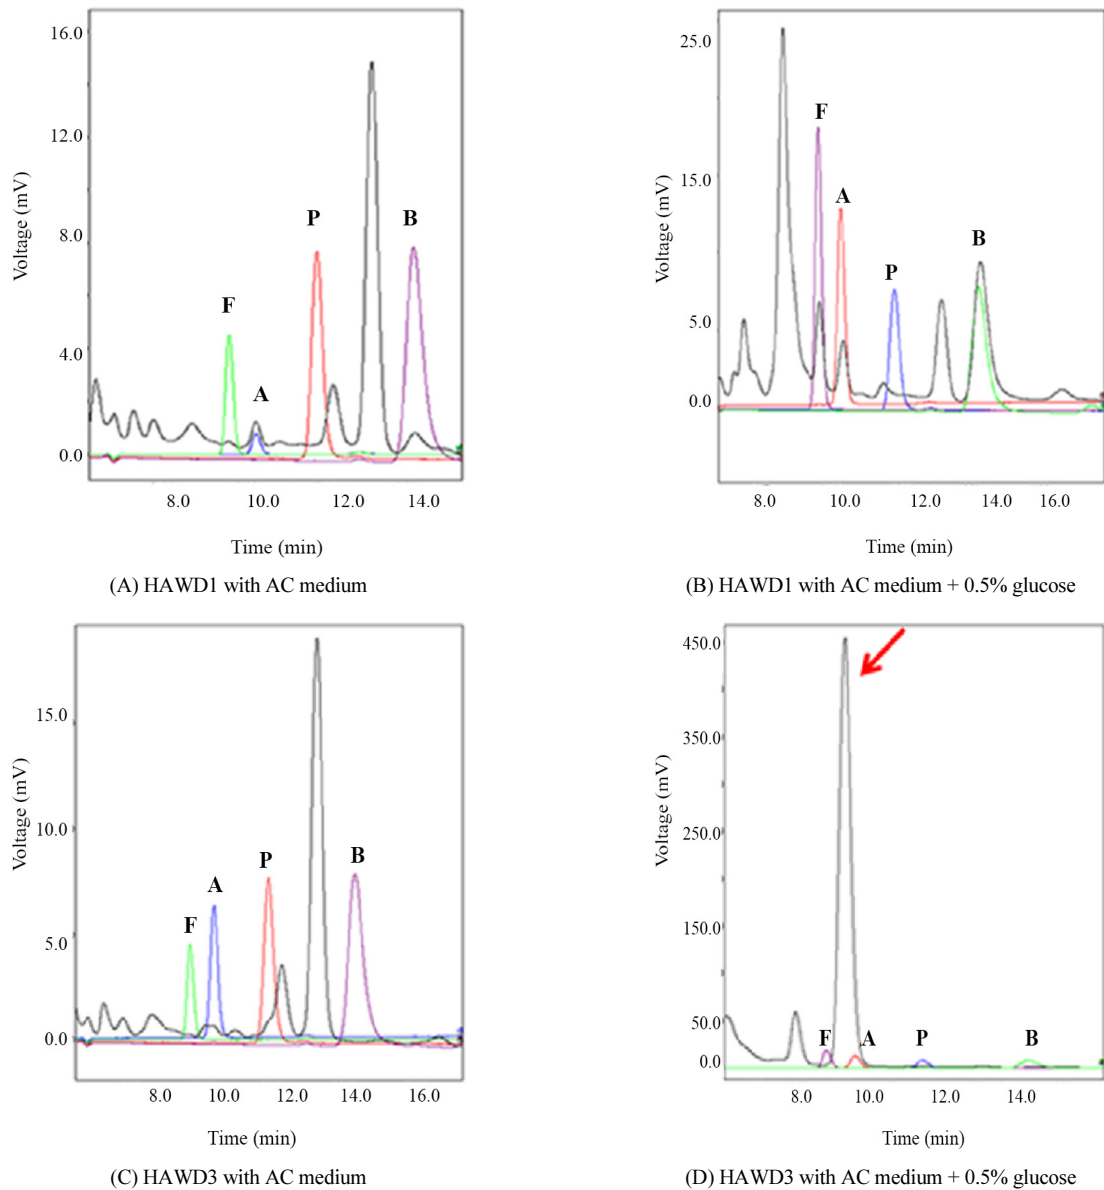 16.0
12.0
8.0
4.0
0.0
Voltage (mV)
F
A
P
B
8.0 10.0 12.0 14.0
Time (min)
(A) HAWD1 with AC medium
25.0
15.0
5.0
0.0
Voltage (mV)
F
A
P
B
8.0 10.0 12.0 14.0 16.0
Time (min)
(B) HAWD1 with AC medium + 0.5% glucose
15.0
10.0
5.0
0.0
Voltage (mV)
F
A
P
B
8.0 10.0 12.0 14.0 16.0
Time (min)
(C) HAWD3 with AC medium
450.0
350.0
250.0
150.0
50.0
0.0
Voltage (mV)
F A P B
8.0 10.0 12.0 14.0
Time (min)
(D) HAWD3 with AC medium + 0.5% glucose